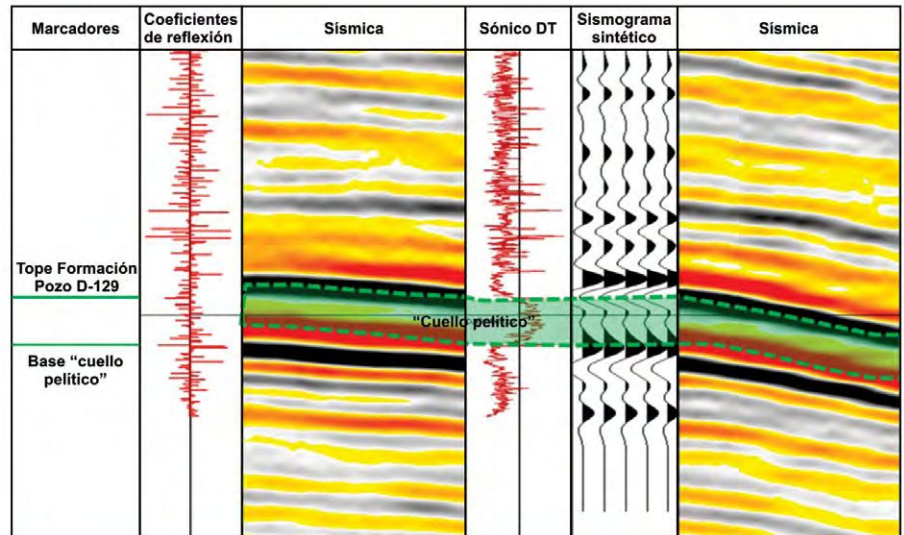 Marcadores
Coeficientes
de reflexión
Sísmica
Sónico DT
Sismograma
sintético
Sísmica
Tope Formación
Pozo D-129
"Cuello pelítico"
Base “cuello
pelítico”